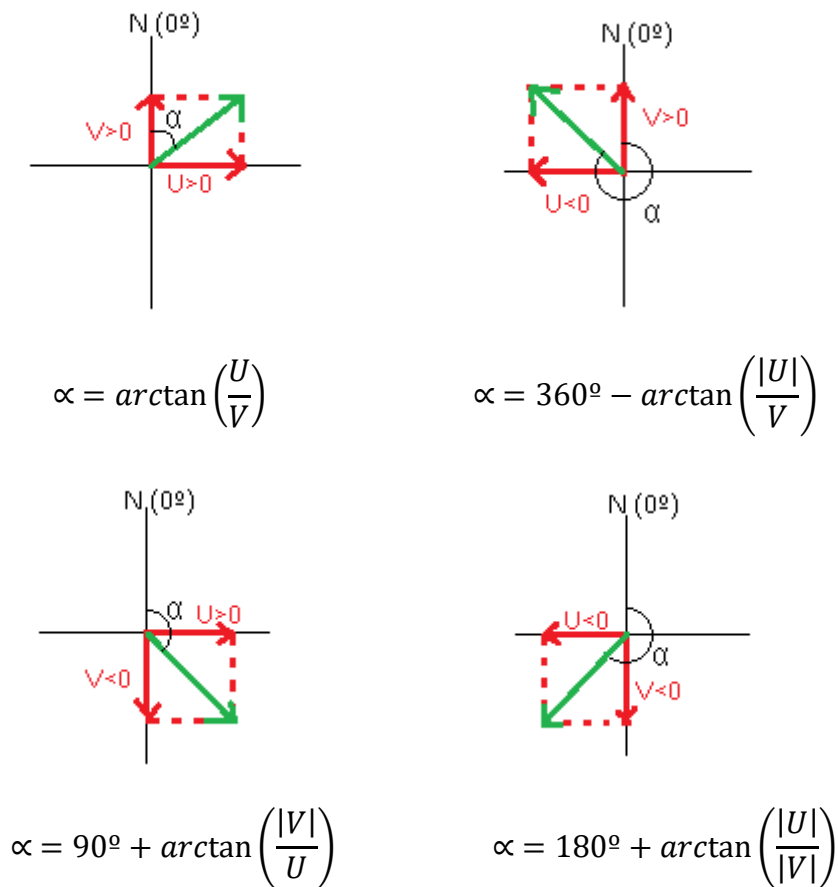 N (0º)
V>0
α
U>0
N (0º)
V>0
U<0
α
∝ = arctan (U/V)
∝ = 360º − arctan (|U|/V)
N (0º)
α
U>0
V<0
N (0º)
U<0
α
V<0
∝ = 90º + arctan (|V|/U)
∝ = 180º + arctan (|U|/|V|)